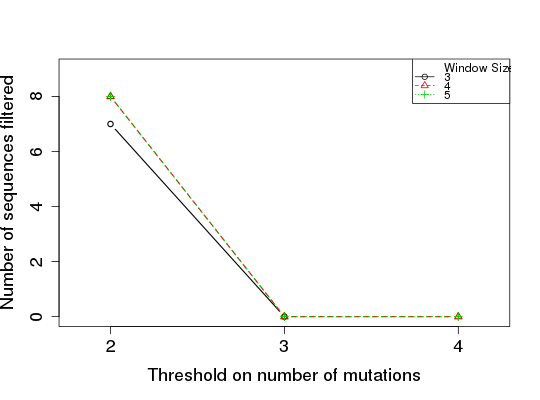 Window Size
3
4
5
8
6
4
2
0
Number of sequences filtered
2 3 4
Threshold on number of mutations